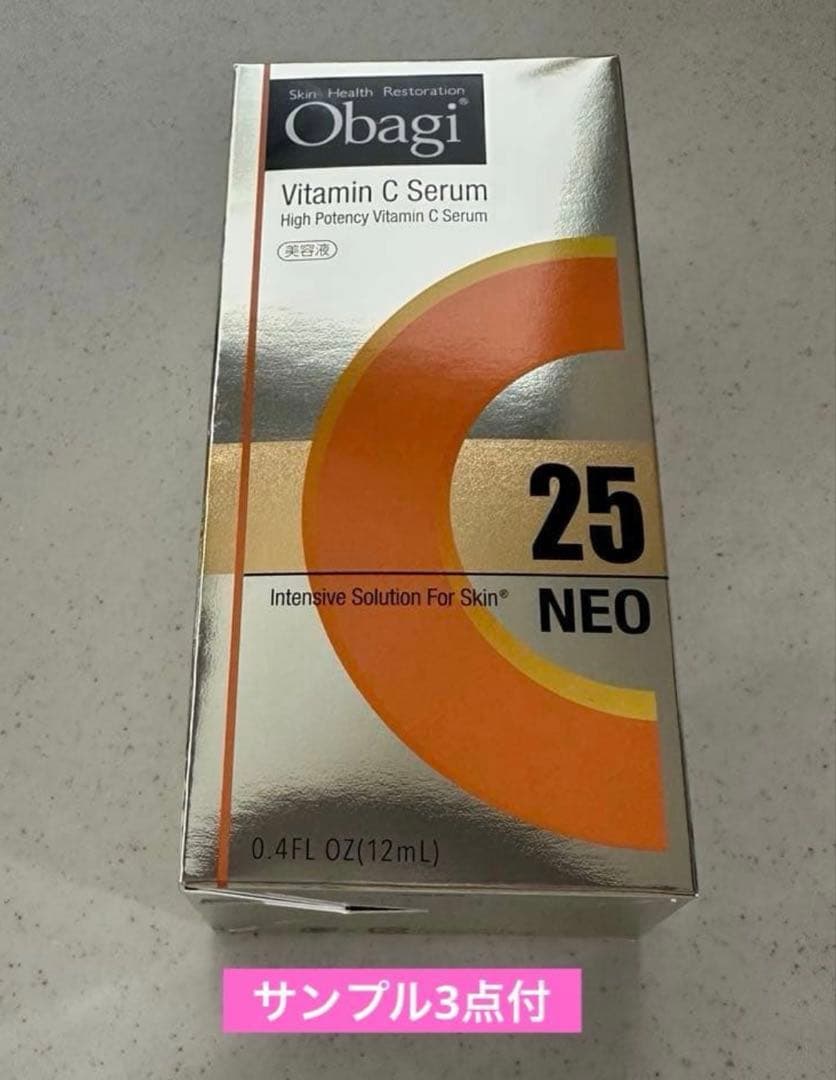 Skin Health Restoration
Obagi®
Vitamin C Serum
High Potency Vitamin C Serum
美容液
25
Intensive Solution For Skin®
NEO
0.4FL OZ(12mL)
サンプル3点付